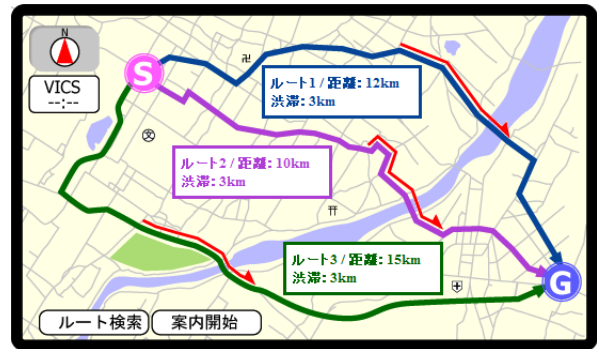 N
S
VICS
--:--
ルート1 / 距離: 12km
渋滞: 3km
卍
文
ルート2 / 距離: 10km
渋滞: 3km
ルート3 / 距離: 15km
渋滞: 3km
G
ルート検索
案内開始